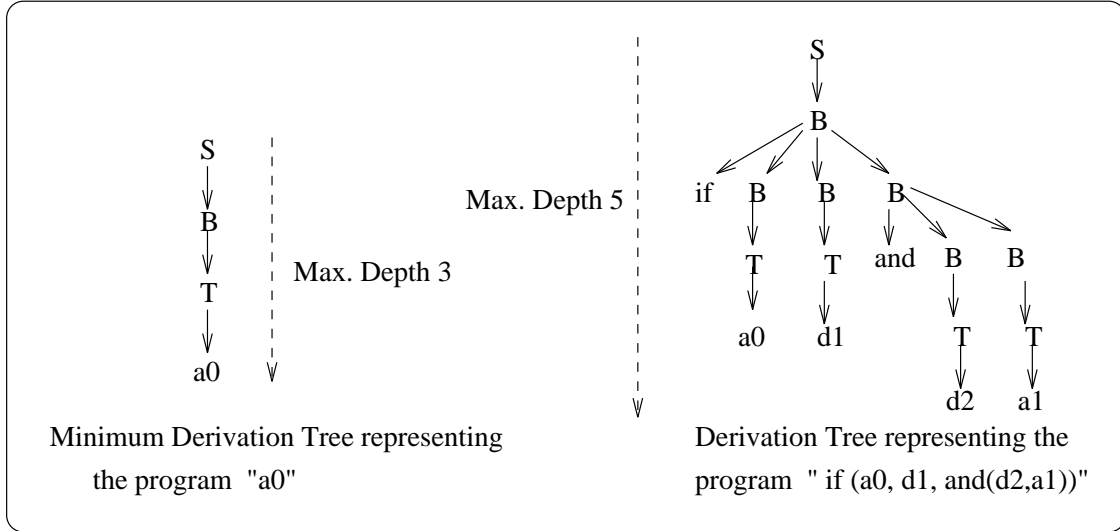 S
B
T
a0
Max. Depth 3
Minimum Derivation Tree representing
the program "a0"
Max. Depth 5
S
B
if B B B
T T and B B
a0 d1 T T
d2 a1
Derivation Tree representing the
program " if (a0, d1, and(d2,a1))"